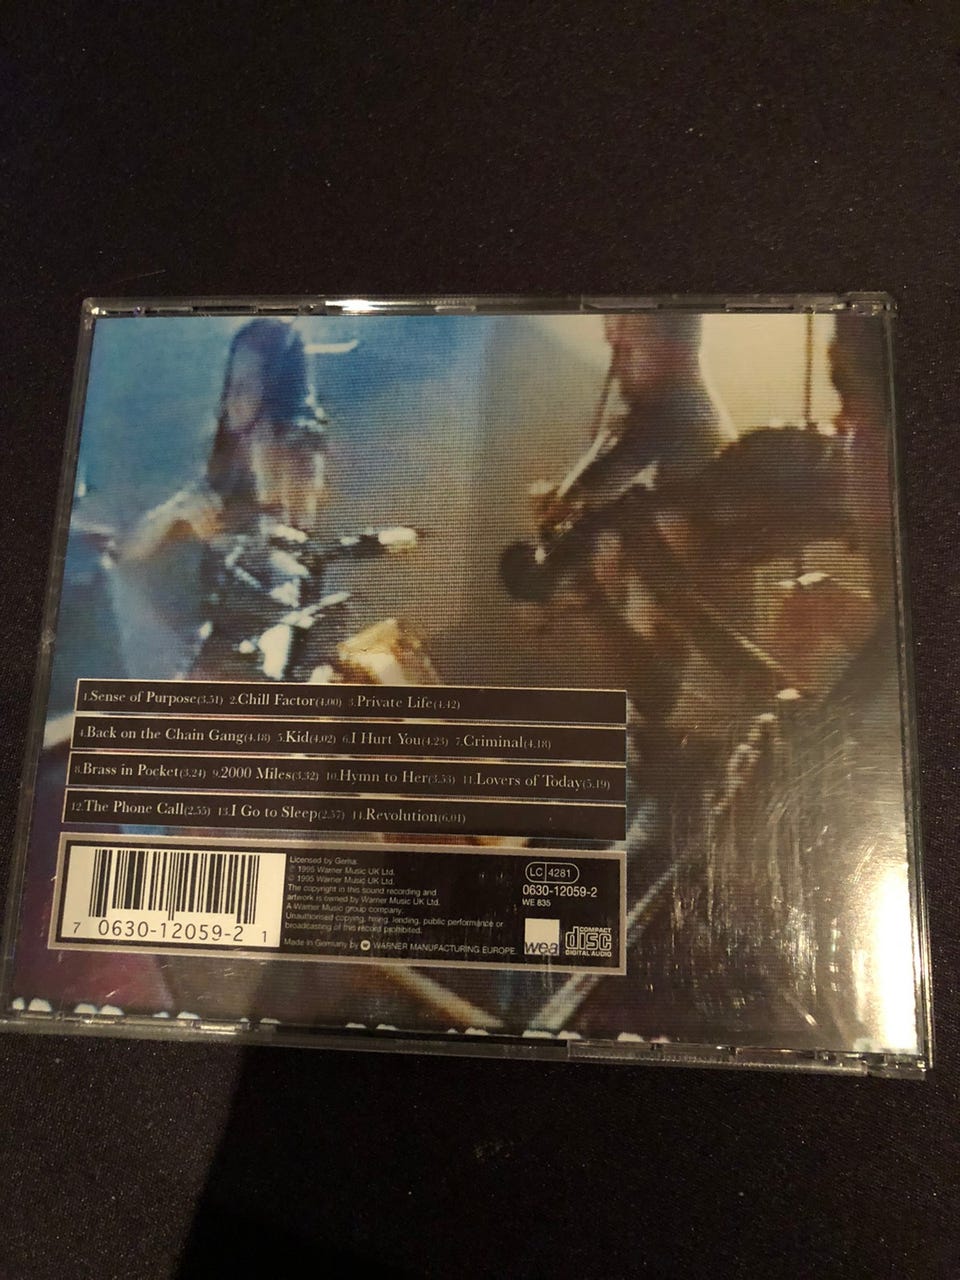 1.Sense of Purpose(3.51) 2.Chill Factor(4.00) 3.Private Life(4.42)
4.Back on the Chain Gang(4.18) 5.Kid(4.02) 6.I Hurt You(4.23) 7.Criminal(4.18)
8.Brass in Pocket(3.24) 9.2000 Miles(3.32) 10.Hymn to Her(3.53) 11.Lovers of Today(5.19)
12.The Phone Call(2.55) 13.I Go to Sleep(2.57) 14.Revolution(6.01)
7 0630-12059-2 1
Licensed by Gema.
℗ 1995 Warner Music UK Ltd.
© 1995 Warner Music UK Ltd.
The copyright in this sound recording and
artwork is owned by Warner Music UK Ltd.
A Warner Music group company.
Unauthorised copying, hiring, lending, public performance or
broadcasting of this record prohibited.
Made in Germany by WARNER MANUFACTURING EUROPE.
LC 4281
0630-12059-2
WE 835
wea
COMPACT
disc
DIGITAL AUDIO